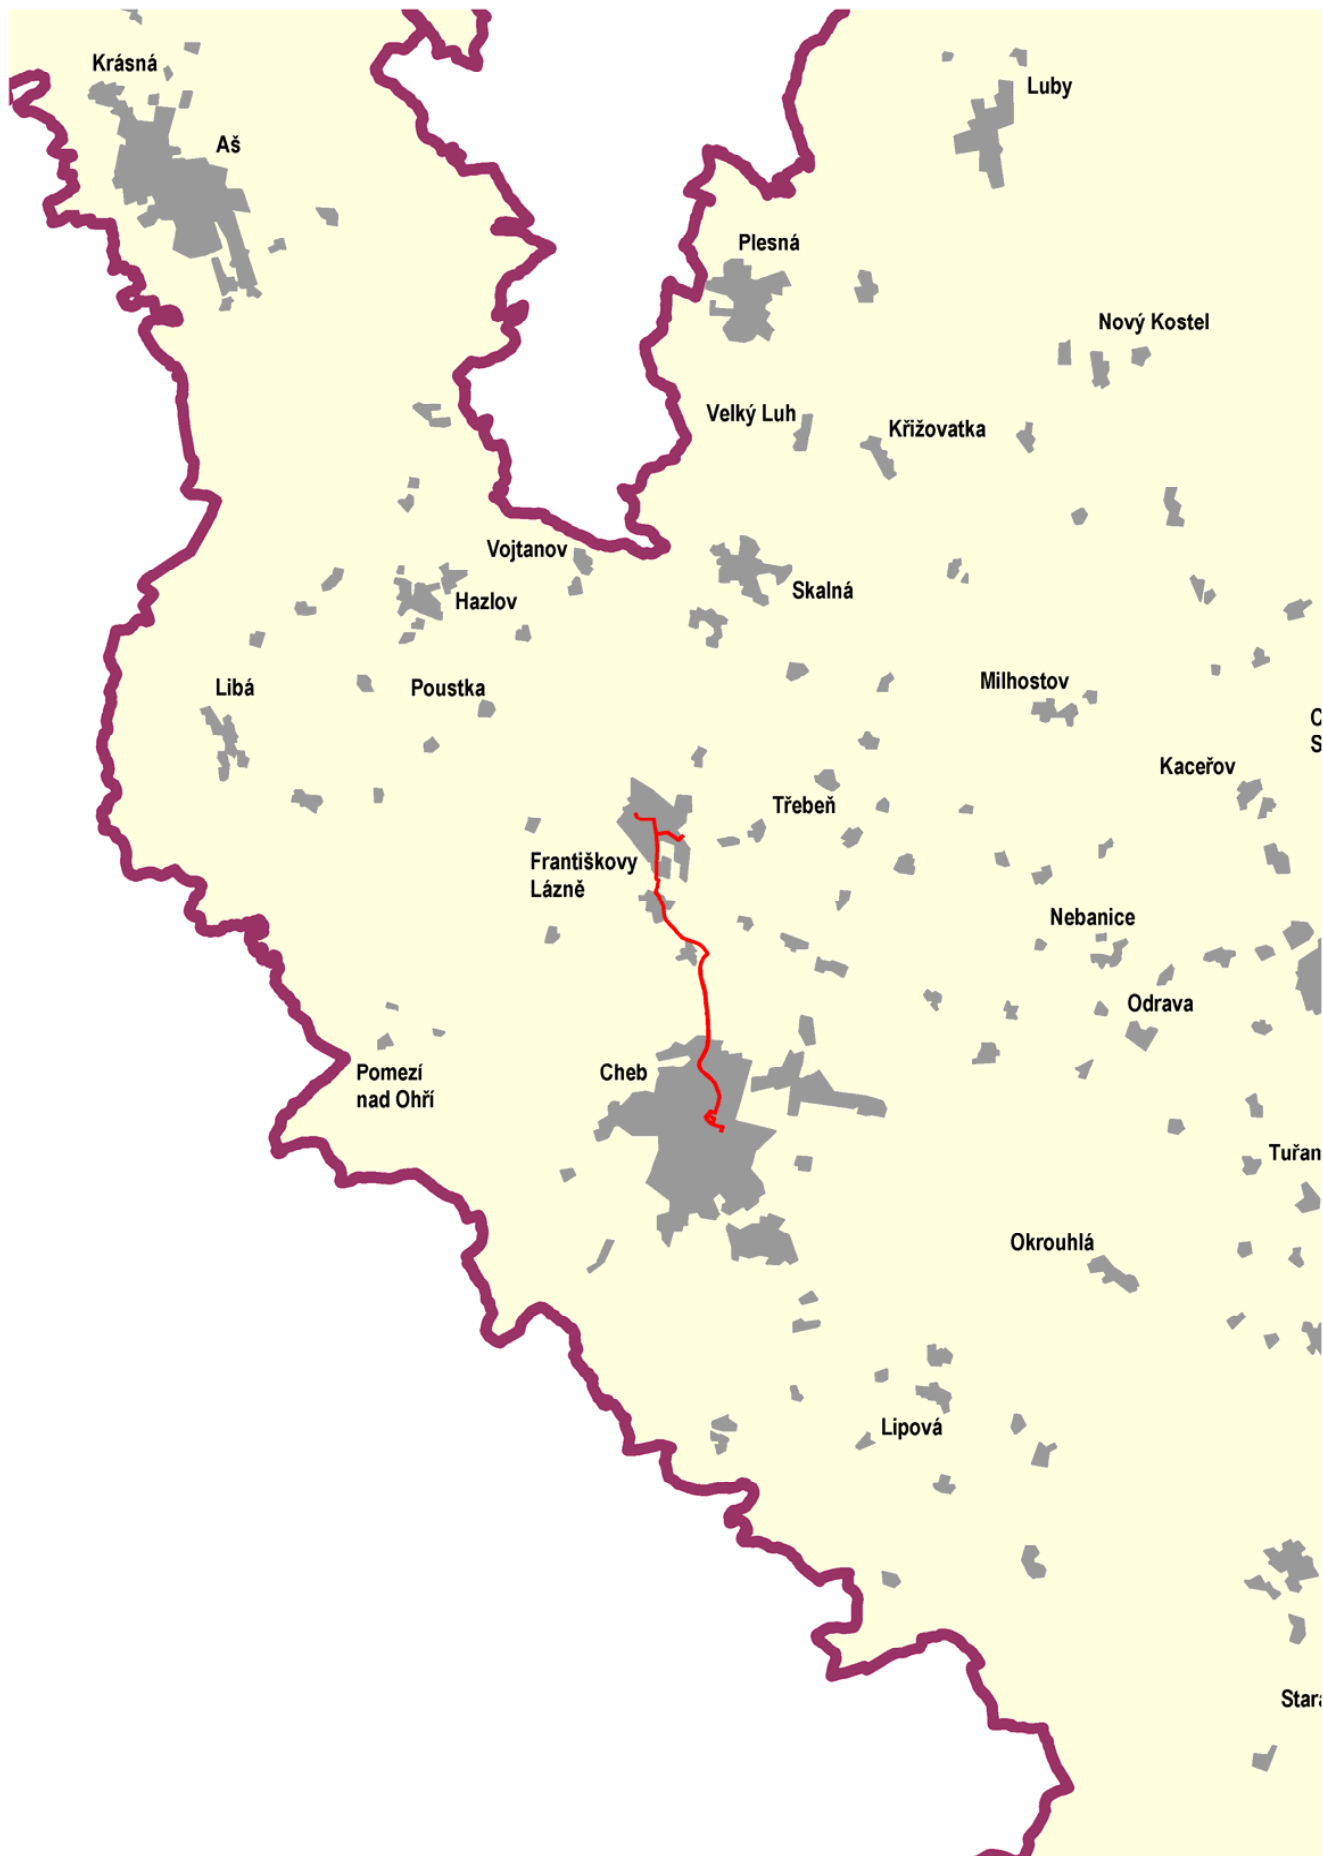 Krásná
Luby
Aš
Plesná
Nový Kostel
Velký Luh
Křižovatka
Vojtanov
Skalná
Hazlov
Milhostov
Libá
Poustka
Kaceřov
Třebeň
Františkovy
Lázně
Nebanice
Odrava
Cheb
Pomezí
nad Ohří
Tuřan
Okrouhlá
Lipová
Star